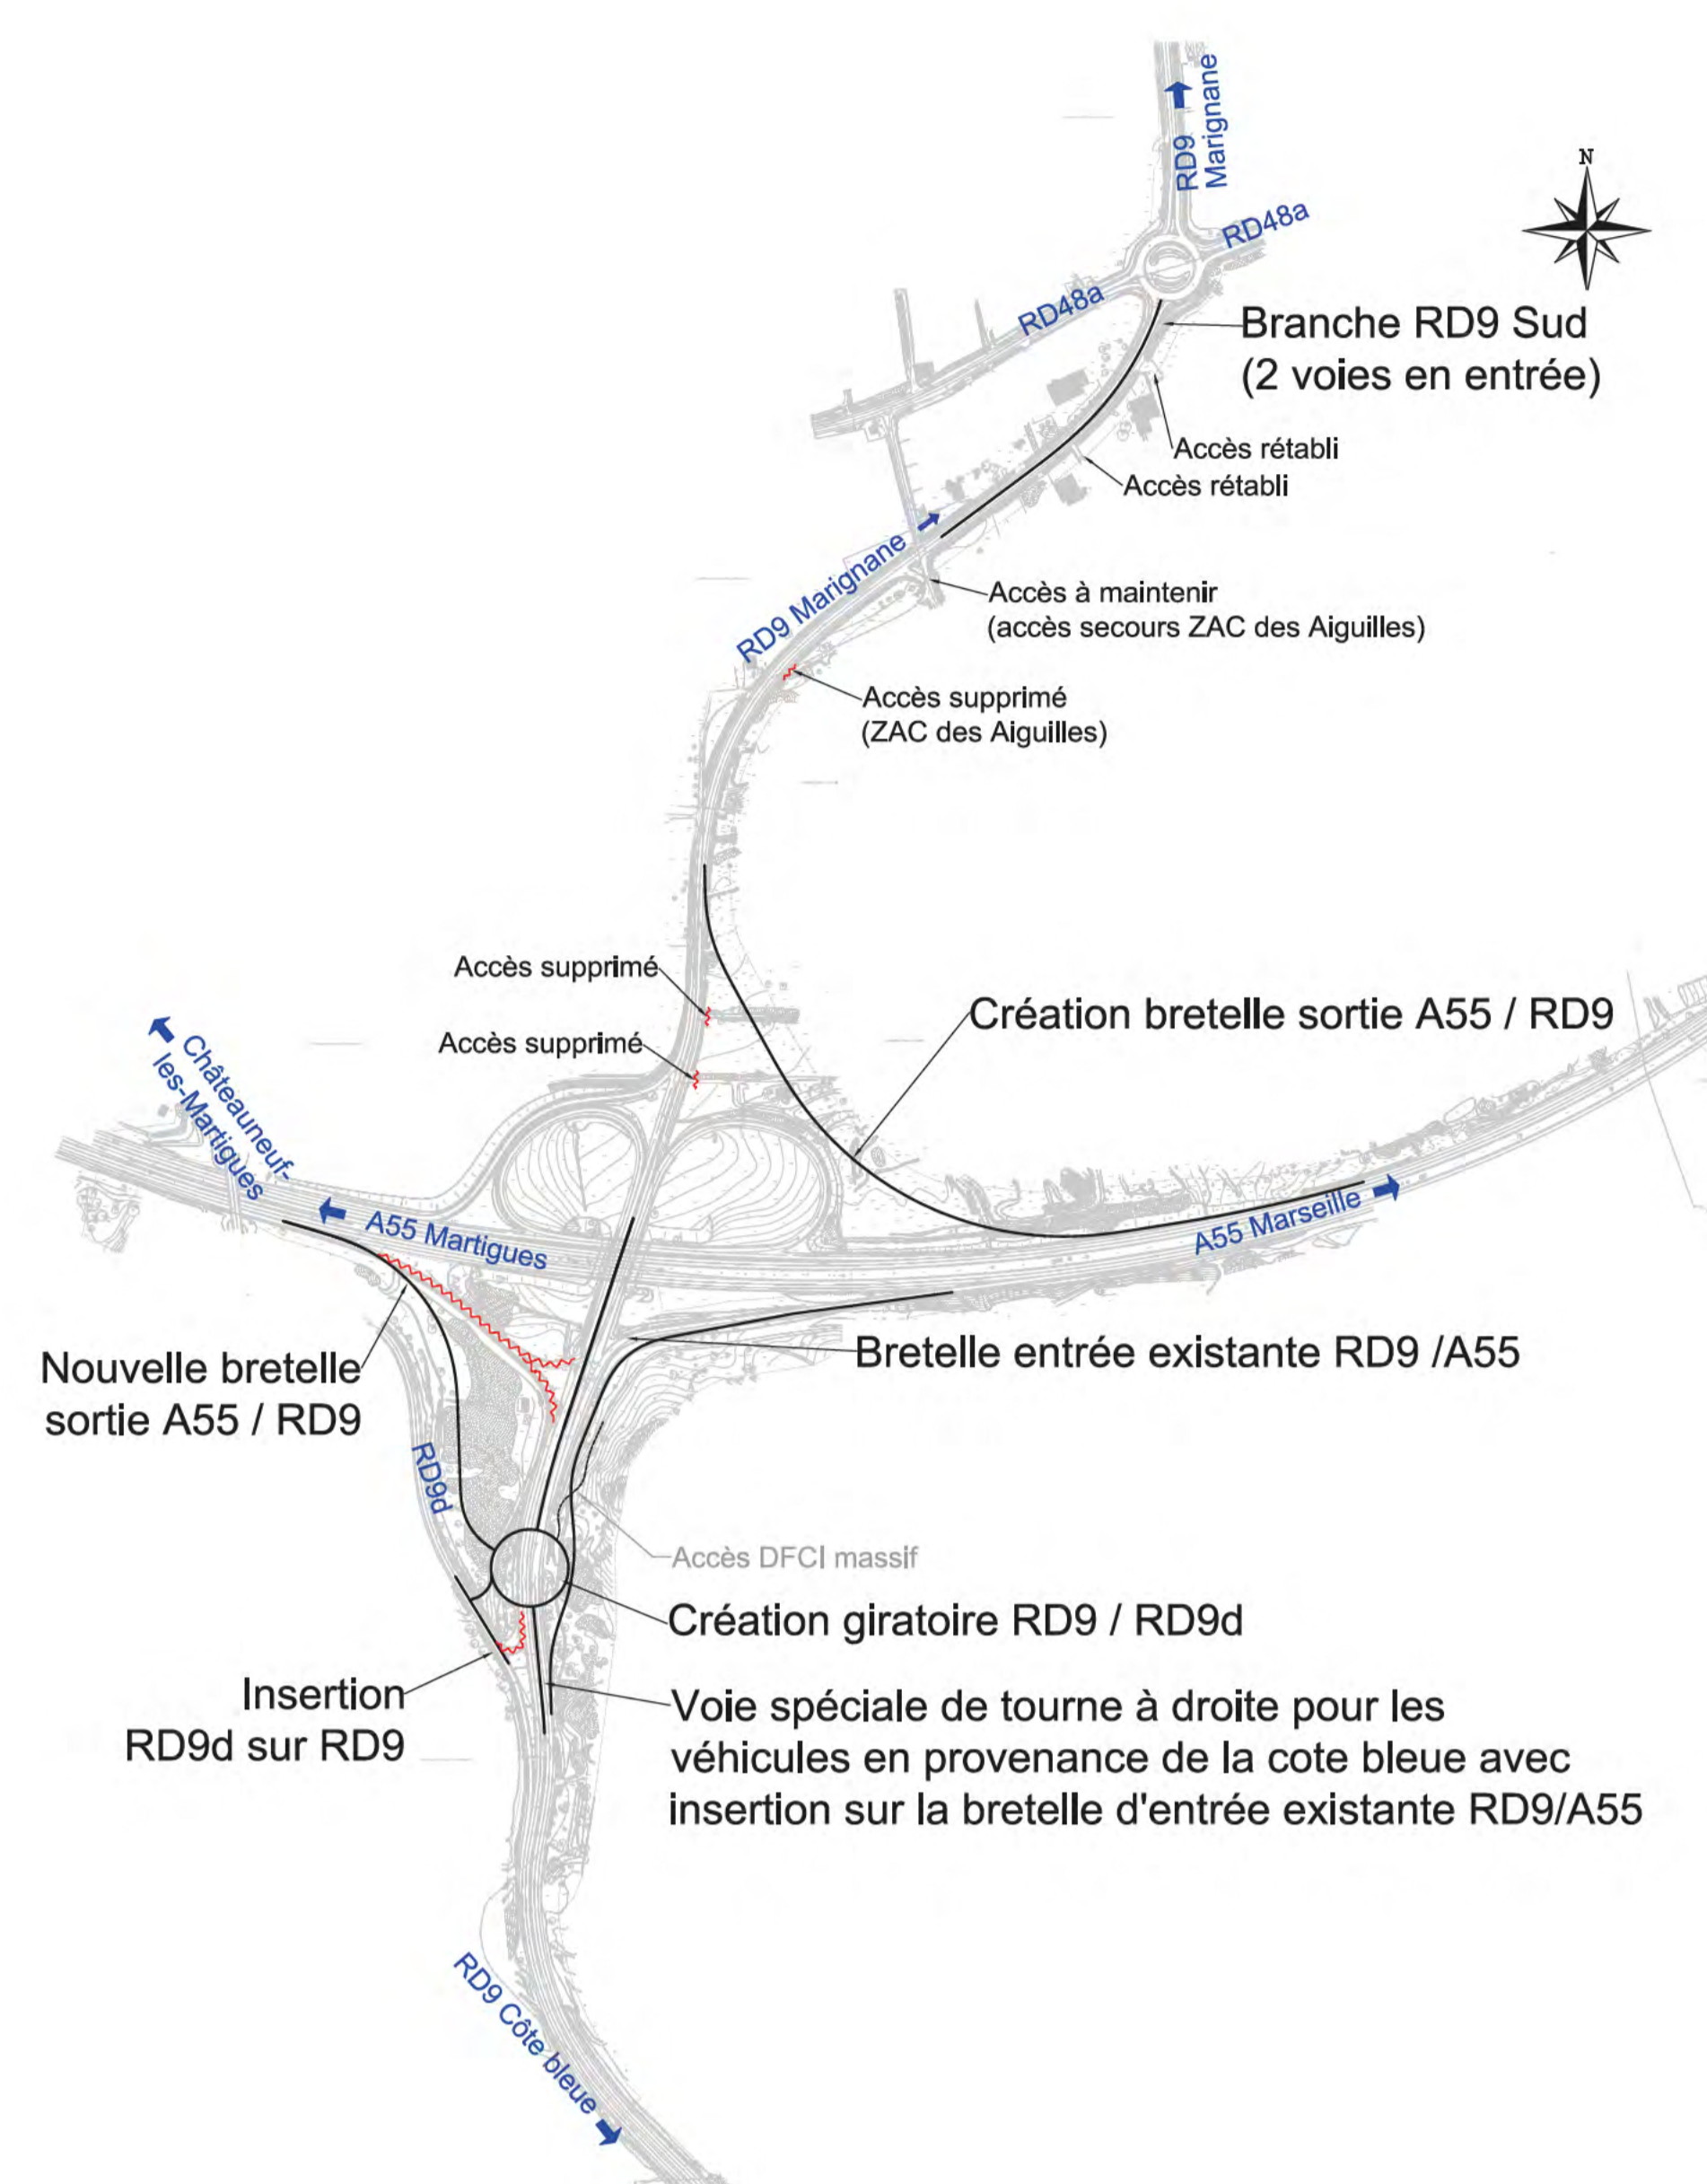 RD9
Marignane
N
RD48a
RD48a
Branche RD9 Sud
(2 voies en entrée)
Accès rétabli
Accès rétabli
RD9 Marignane
Accès à maintenir
(accès secours ZAC des Aiguilles)
Accès supprimé
(ZAC des Aiguilles)
Accès supprimé
Accès supprimé
Création bretelle sortie A55 / RD9
Châteauneuf-
les-Martigues
A55 Martigues
A55 Marseille
Nouvelle bretelle
sortie A55 / RD9
Bretelle entrée existante RD9 /A55
RD9d
Accès DFCI massif
Création giratoire RD9 / RD9d
Insertion
RD9d sur RD9
Voie spéciale de tourne à droite pour les
véhicules en provenance de la cote bleue avec
insertion sur la bretelle d'entrée existante RD9/A55
RD9 Côte bleue